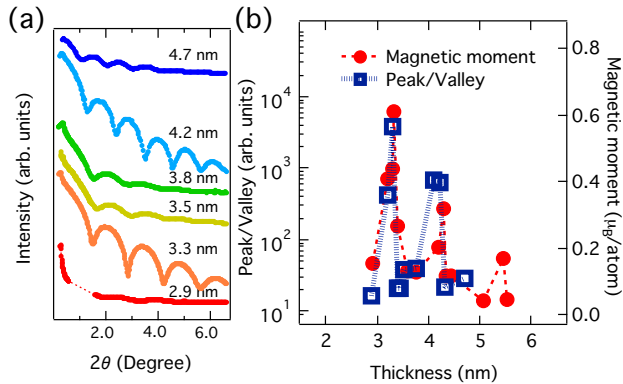 (a)
Intensity (arb. units)
4.7 nm
4.2 nm
3.8 nm
3.5 nm
3.3 nm
2.9 nm
2.0
4.0
6.0
2θ (Degree)
(b)
Peak/Valley (arb. units)
10⁴
10³
10²
10¹
Magnetic moment
Peak/Valley
0.8
0.6
0.4
0.2
0.0
Magnetic moment (μB/atom)
2
3
4
5
6
Thickness (nm)